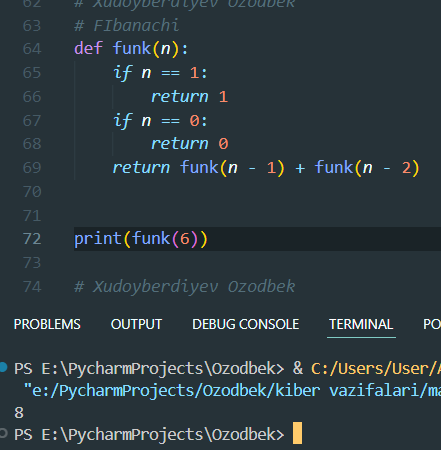 62 # Xudoyberdiyev Ozodbek
63 # FIbanachi
64 def funk(n):
65 if n == 1:
66 return 1
67 if n == 0:
68 return 0
69 return funk(n - 1) + funk(n - 2)
70
71
72 print(funk(6))
73
74 # Xudoyberdiyev Ozodbek
PROBLEMS OUTPUT DEBUG CONSOLE TERMINAL PO
PS E:\PycharmProjects\Ozodbek> & C:/Users/User/A
"e:/PycharmProjects/Ozodbek/kiber vazifalari/ma
8
PS E:\PycharmProjects\Ozodbek>